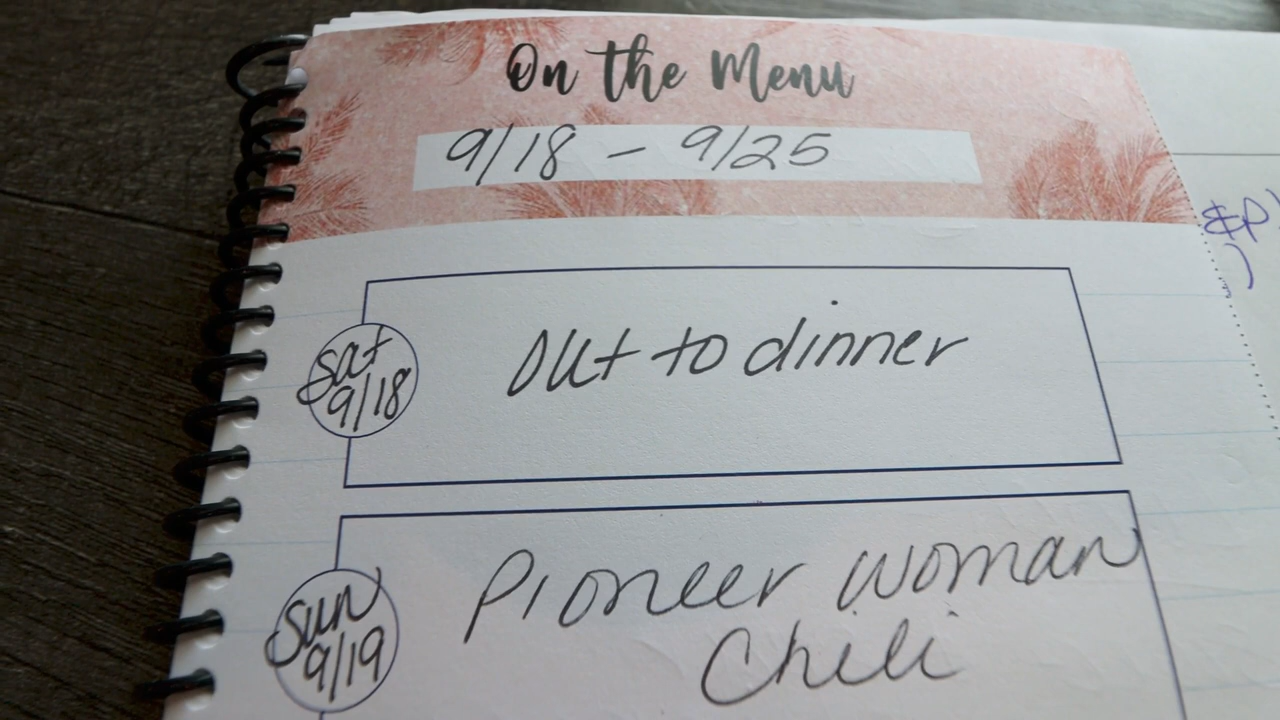 On the Menu
9/18 - 9/25
Sat
9/18
Out to dinner
Sun
9/19
Pioneer Woman
Chili